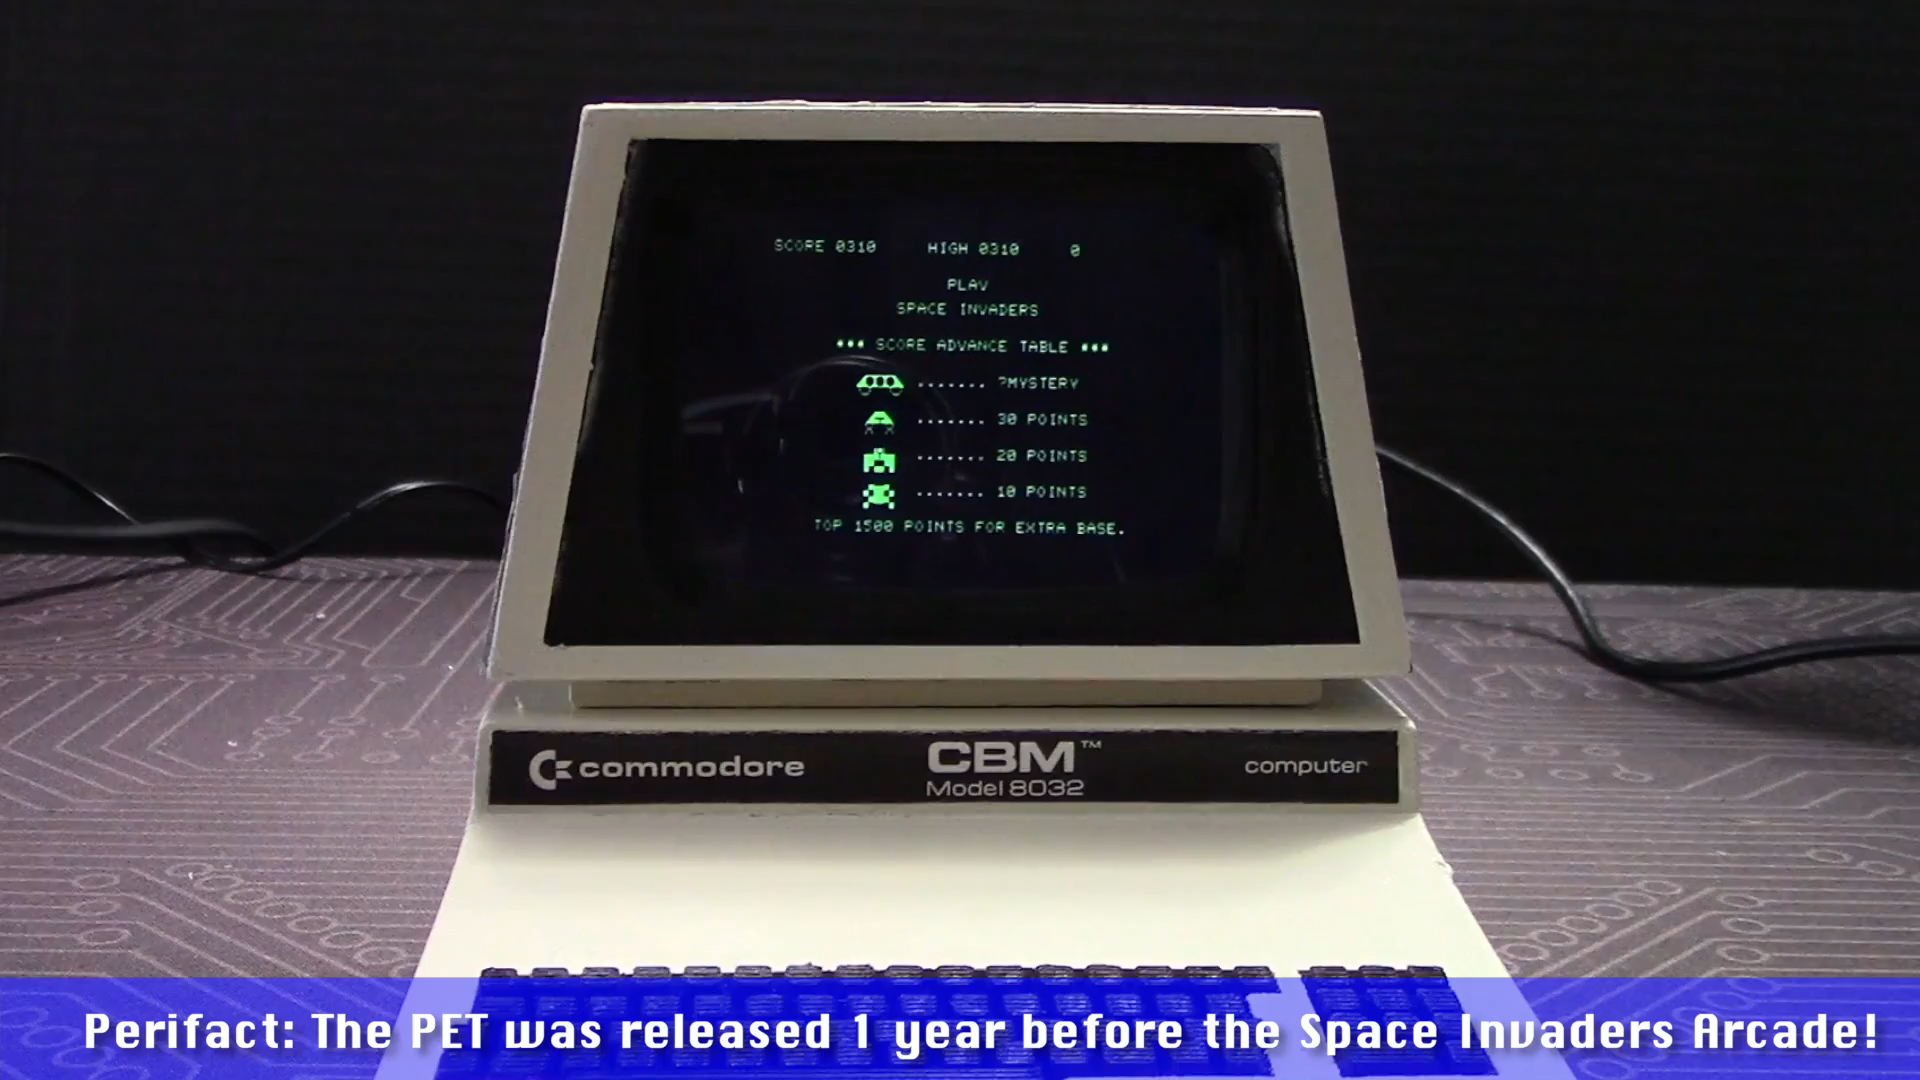 SCORE 0310 HIGH 0310 0
PLAY
SPACE INVADERS
*** SCORE ADVANCE TABLE ***
....... ?MYSTERY
....... 30 POINTS
....... 20 POINTS
....... 10 POINTS
TOP 1500 POINTS FOR EXTRA BASE.
commodore CBM™ computer
Model 8032
Perifact: The PET was released 1 year before the Space Invaders Arcade!